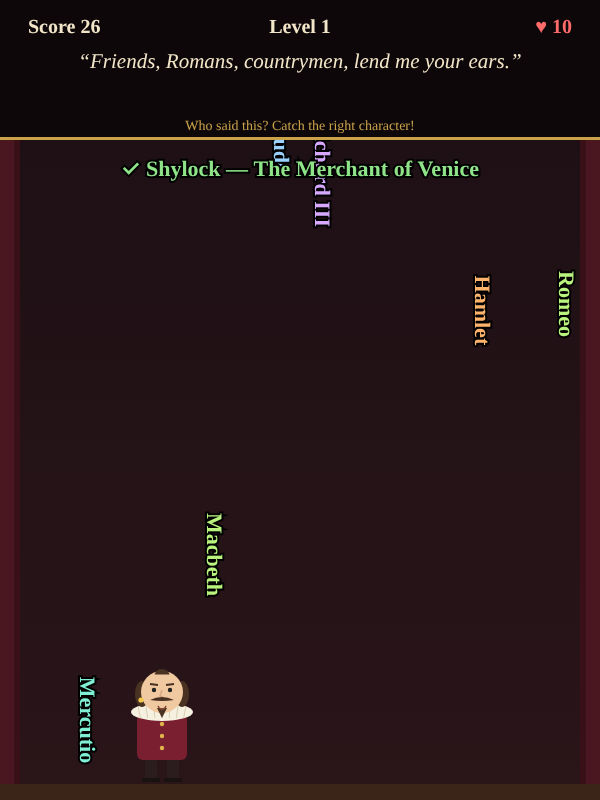 Score 26
Level 1
♥ 10
“Friends, Romans, countrymen, lend me your ears.”
Who said this? Catch the right character!
✓ Shylock — The Merchant of Venice
III
Hamlet
Romeo
Macbeth
Mercutio